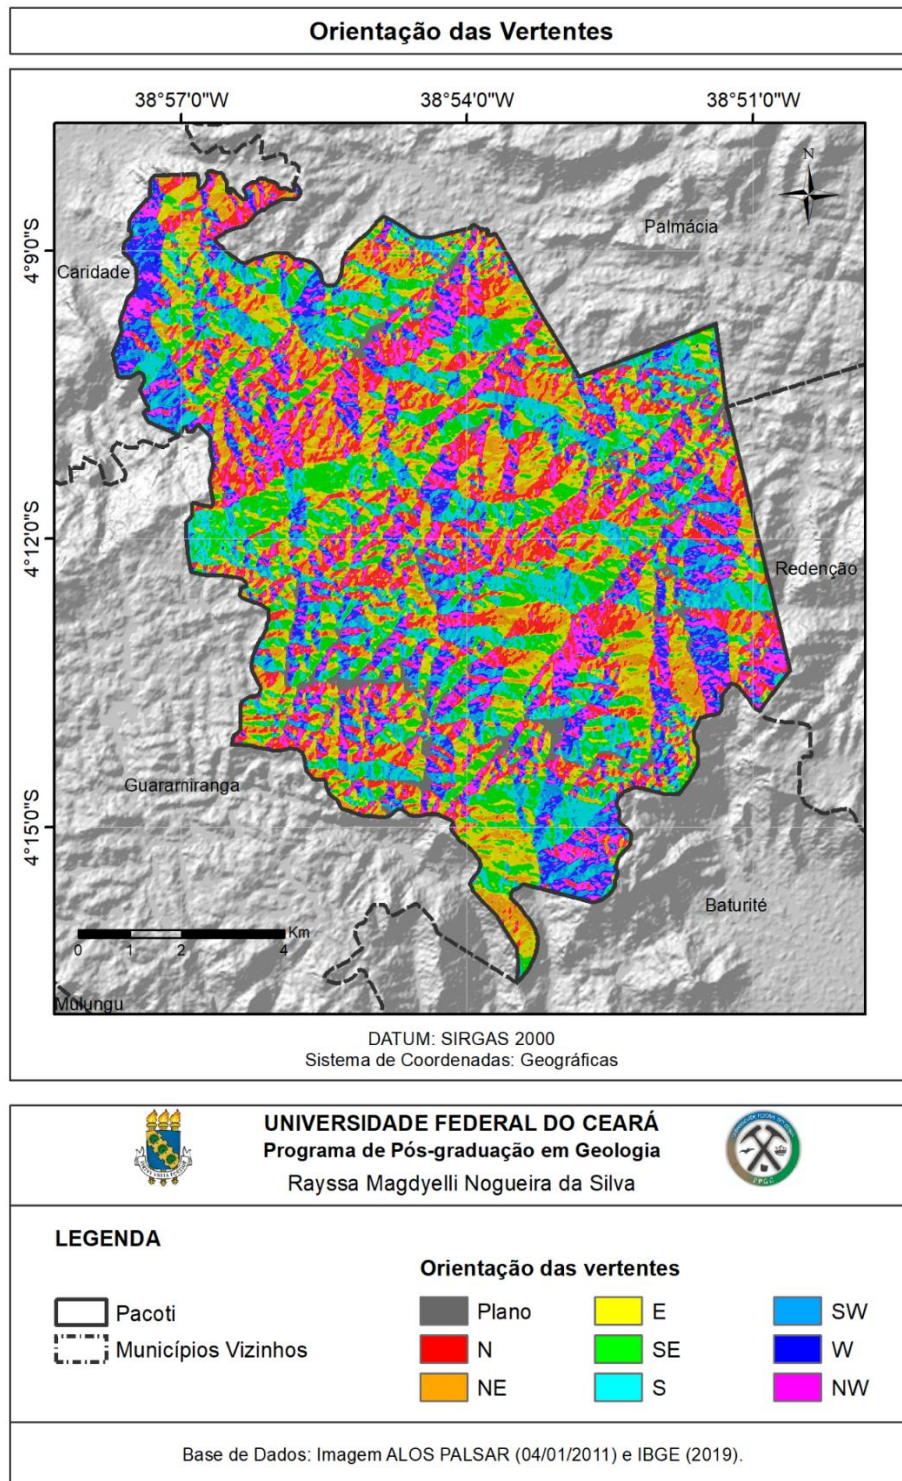 Orientação das Vertentes
38°57'0"W
38°54'0"W
38°51'0"W
N
Palmácia
4°9'0"S
Caridade
4°12'0"S
Redenção
Guaramiranga
4°15'0"S
Baturité
Km
0 1 2 4
Mulungu
DATUM: SIRGAS 2000
Sistema de Coordenadas: Geográficas
UNIVERSIDADE FEDERAL DO CEARÁ
Programa de Pós-graduação em Geologia
Rayssa Magdyelli Nogueira da Silva
LEGENDA
Pacoti
Municípios Vizinhos
Orientação das vertentes
Plano
N
NE
E
SE
S
SW
W
NW
Base de Dados: Imagem ALOS PALSAR (04/01/2011) e IBGE (2019).